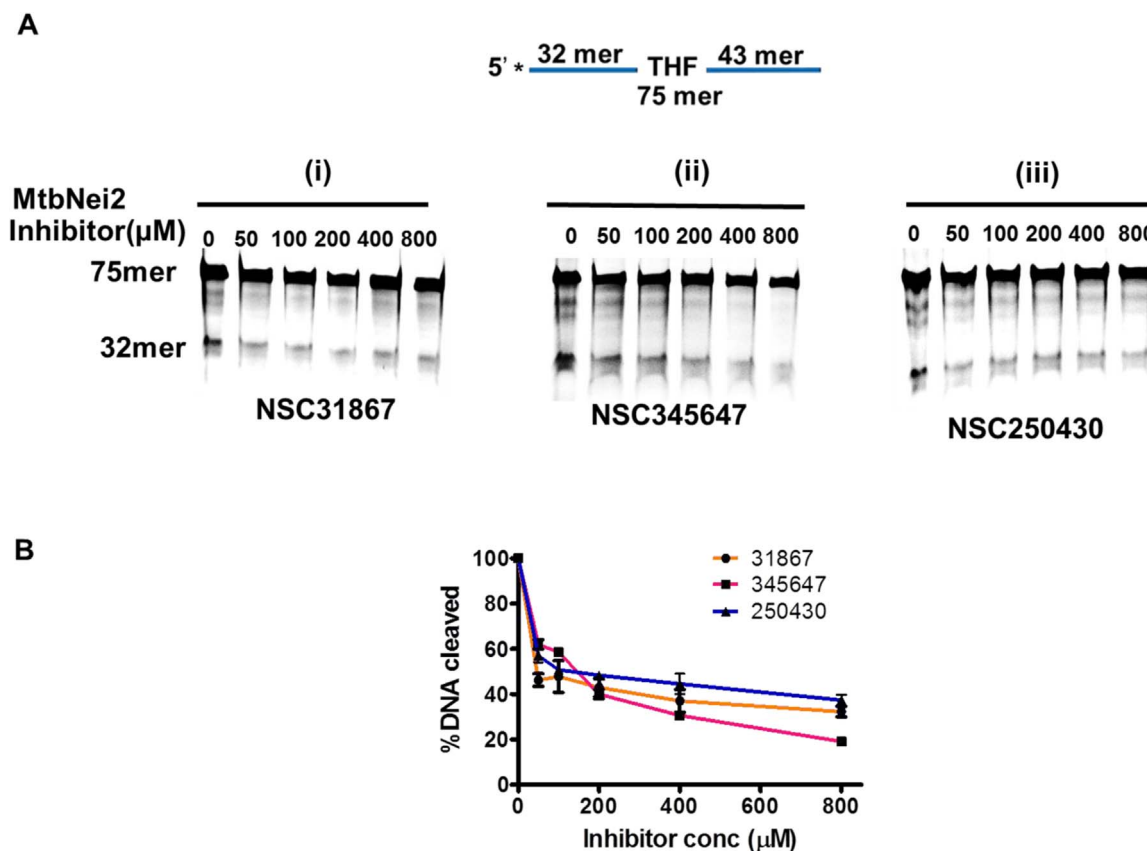 A
32 mer 43 mer
5' * THF
75 mer
(i) (ii) (iii)
MtbNei2
Inhibitor(µM) 0 50 100 200 400 800 0 50 100 200 400 800 0 50 100 200 400 800
75mer
32mer
NSC31867 NSC345647 NSC250430
B
100
80
60
40
20
0
% DNA cleaved
31867
345647
250430
0 200 400 600 800
Inhibitor conc (µM)